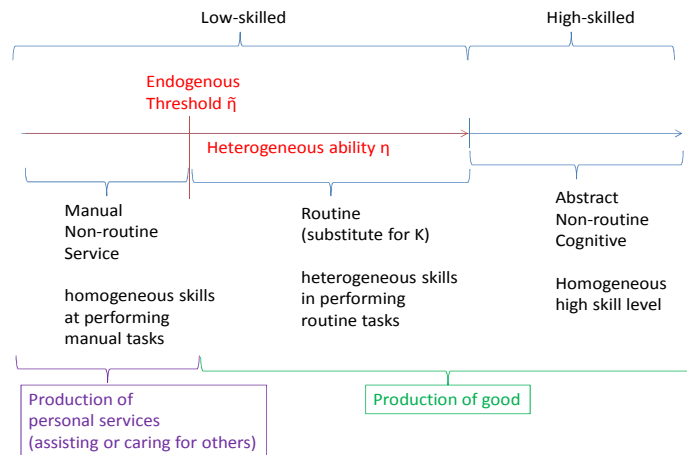 Low-skilled
High-skilled
Endogenous
Threshold η̃
Heterogeneous ability η
Manual
Non-routine
Service
homogeneous skills
at performing
manual tasks
Routine
(substitute for K)
heterogeneous skills
in performing
routine tasks
Abstract
Non-routine
Cognitive
Homogeneous
high skill level
Production of
personal services
(assisting or caring for others)
Production of good